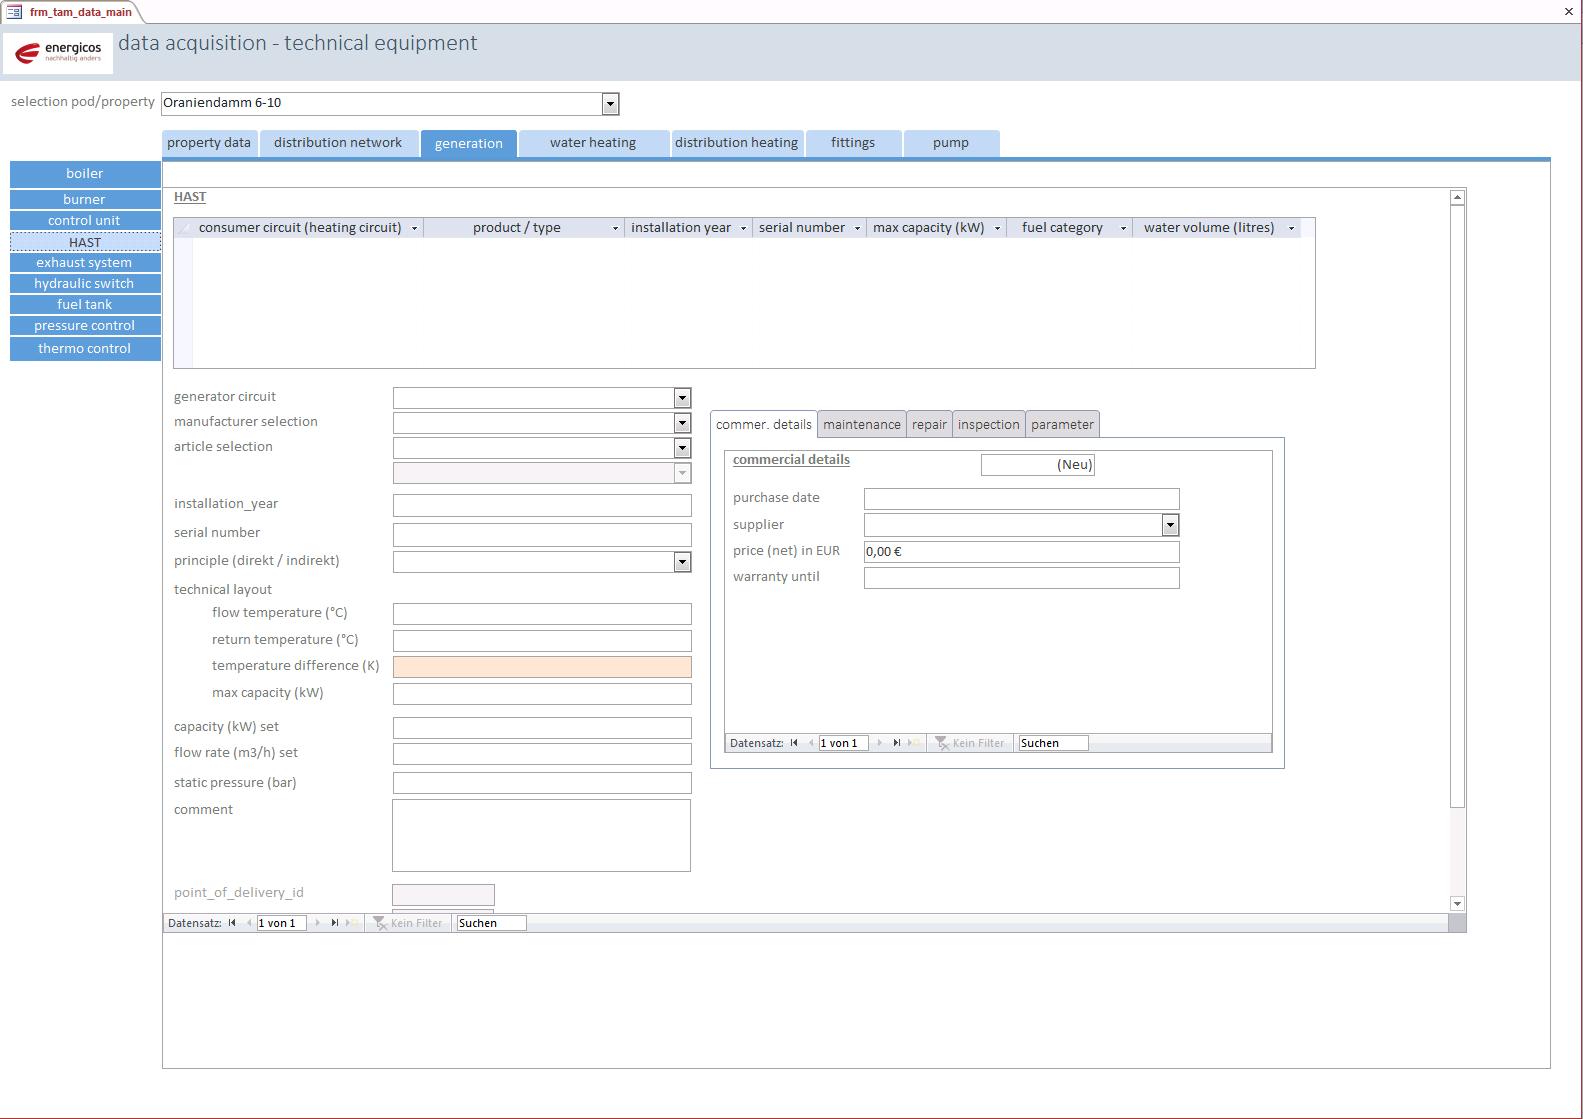 frm_tam_data_main
energicos
nachhaltig anders
data acquisition - technical equipment
selection pod/property
Oraniendamm 6-10
property data
distribution network
generation
water heating
distribution heating
fittings
pump
boiler
burner
control unit
HAST
exhaust system
hydraulic switch
fuel tank
pressure control
thermo control
HAST
consumer circuit (heating circuit)
product / type
installation year
serial number
max capacity (kW)
fuel category
water volume (litres)
generator circuit
manufacturer selection
article selection
installation_year
serial number
principle (direkt / indirekt)
technical layout
flow temperature (°C)
return temperature (°C)
temperature difference (K)
max capacity (kW)
capacity (kW) set
flow rate (m3/h) set
static pressure (bar)
comment
point_of_delivery_id
commer. details
maintenance
repair
inspection
parameter
commercial details
(Neu)
purchase date
supplier
price (net) in EUR
0,00 €
warranty until
Datensatz:
1 von 1
Kein Filter
Suchen
Datensatz:
1 von 1
Kein Filter
Suchen